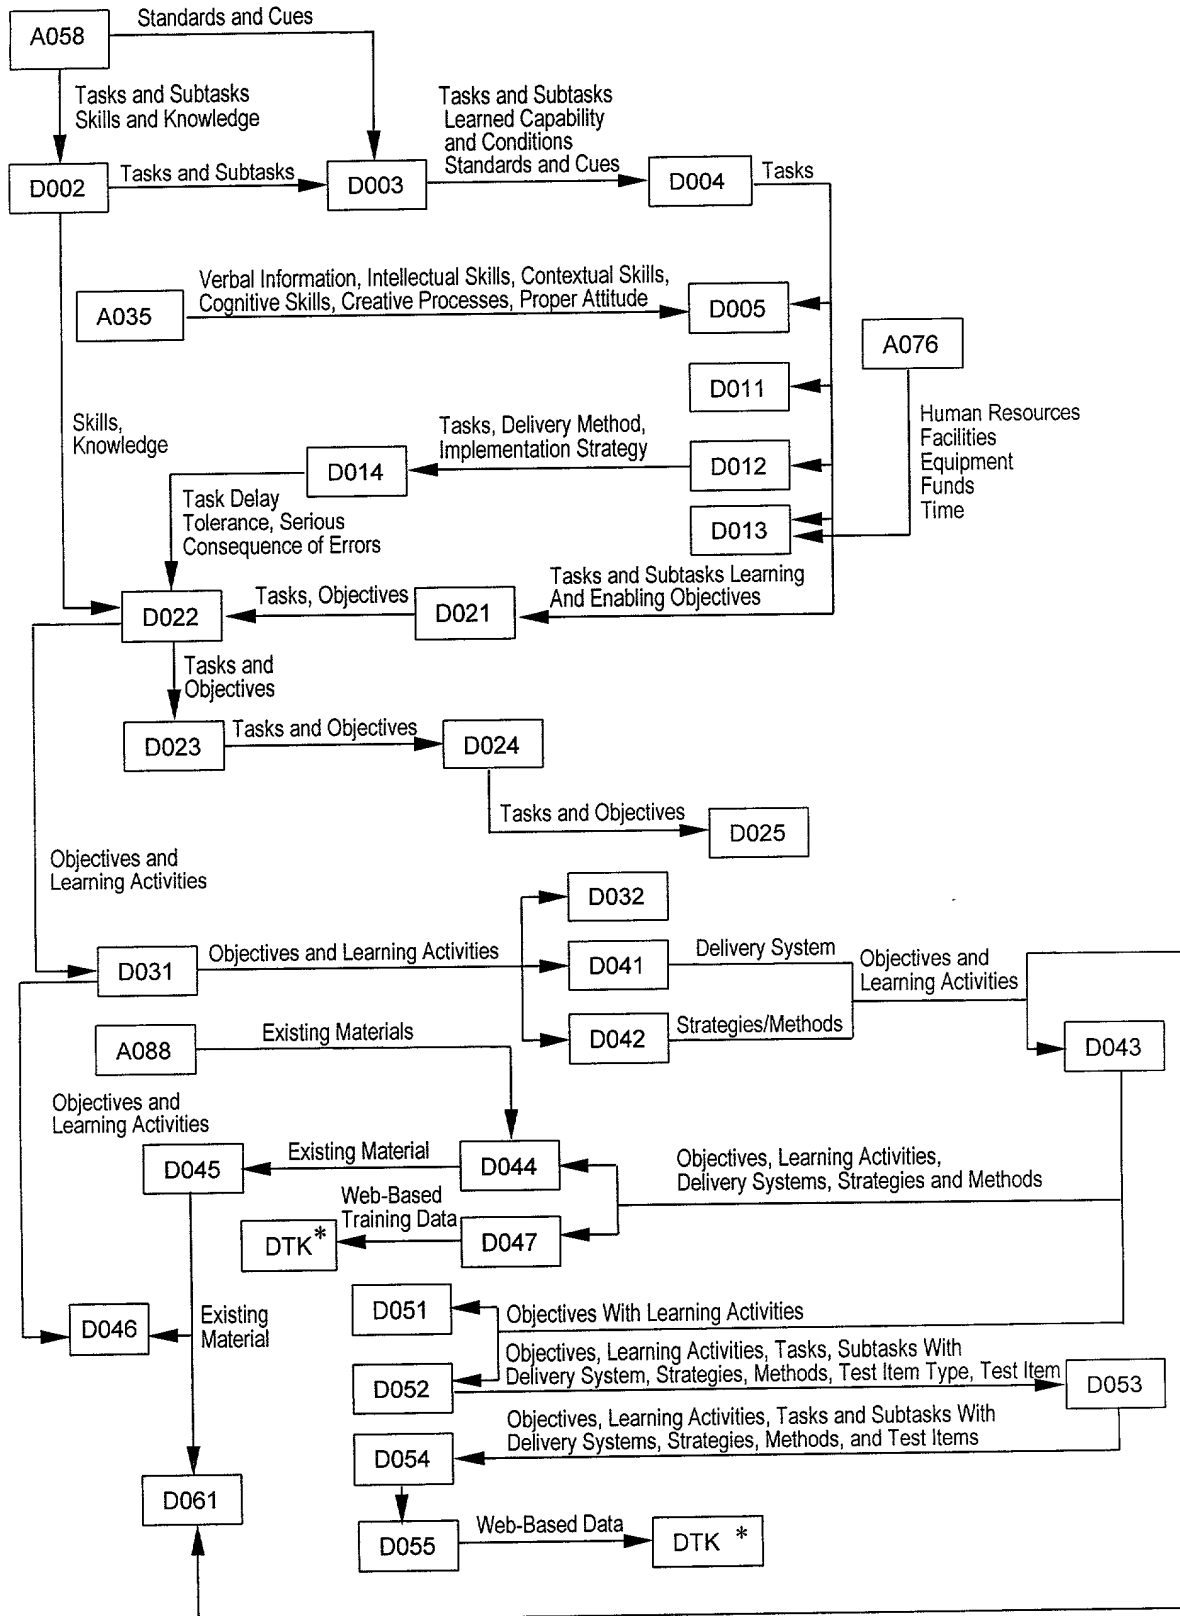 Standards and Cues
A058
Tasks and Subtasks
Skills and Knowledge
Tasks and Subtasks
Learned Capability
and Conditions
Standards and Cues
D002
Tasks and Subtasks
D003
D004
Tasks
Verbal Information, Intellectual Skills, Contextual Skills,
Cognitive Skills, Creative Processes, Proper Attitude
A035
D005
A076
D011
Skills,
Knowledge
Tasks, Delivery Method,
Implementation Strategy
Human Resources
Facilities
Equipment
Funds
Time
D014
D012
Task Delay
Tolerance, Serious
Consequence of Errors
D013
Tasks and Subtasks Learning
And Enabling Objectives
D022
Tasks, Objectives
D021
Tasks and
Objectives
D023
Tasks and Objectives
D024
Tasks and Objectives
D025
Objectives and
Learning Activities
D032
D031
Objectives and Learning Activities
D041
Delivery System
Objectives and
Learning Activities
A088
Existing Materials
D042
Strategies/Methods
D043
Objectives and
Learning Activities
D045
Existing Material
D044
Objectives, Learning Activities,
Delivery Systems, Strategies and Methods
Web-Based
Training Data
DTK *
D047
D046
Existing
Material
D051
Objectives With Learning Activities
D052
Objectives, Learning Activities, Tasks, Subtasks With
Delivery System, Strategies, Methods, Test Item Type, Test Item
D053
Objectives, Learning Activities, Tasks and Subtasks With
Delivery Systems, Strategies, Methods, and Test Items
D054
D061
D055
Web-Based Data
DTK *